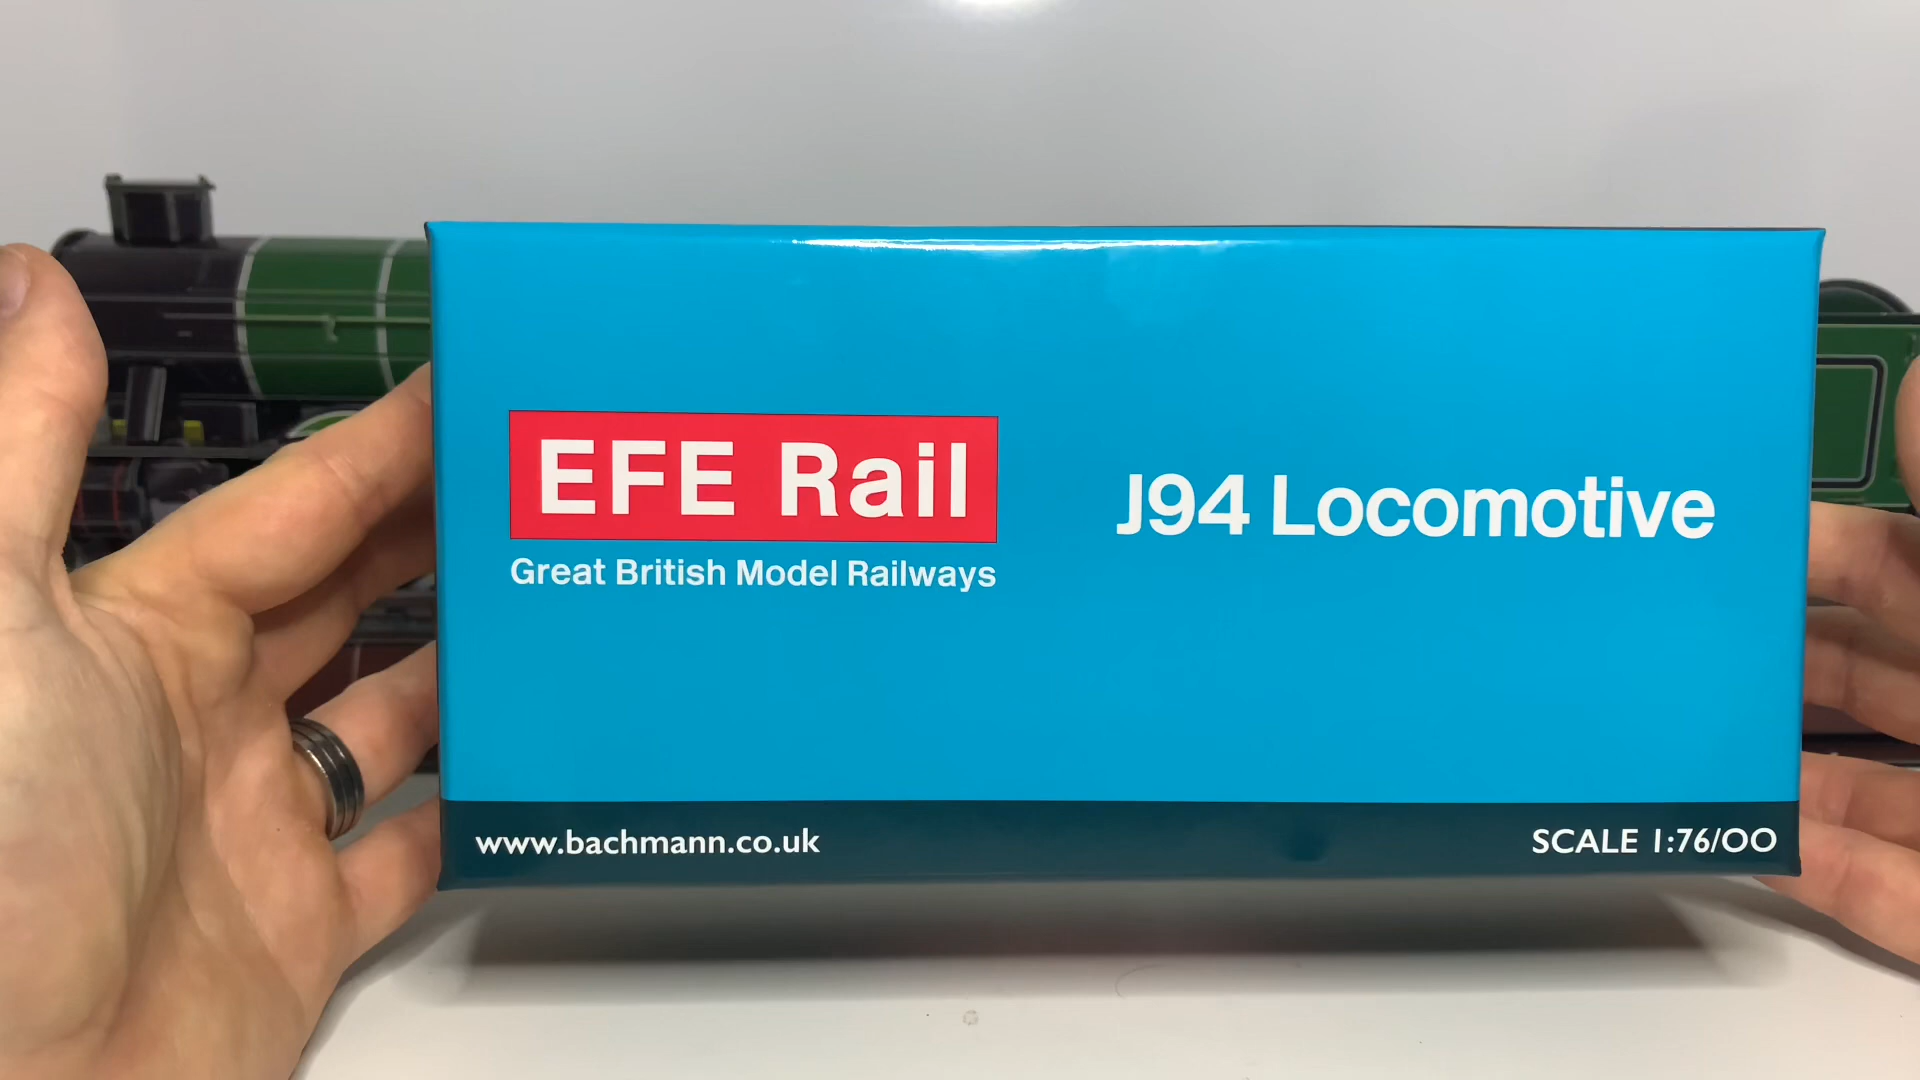 EFE Rail
Great British Model Railways
J94 Locomotive
www.bachmann.co.uk
SCALE 1:76/OO